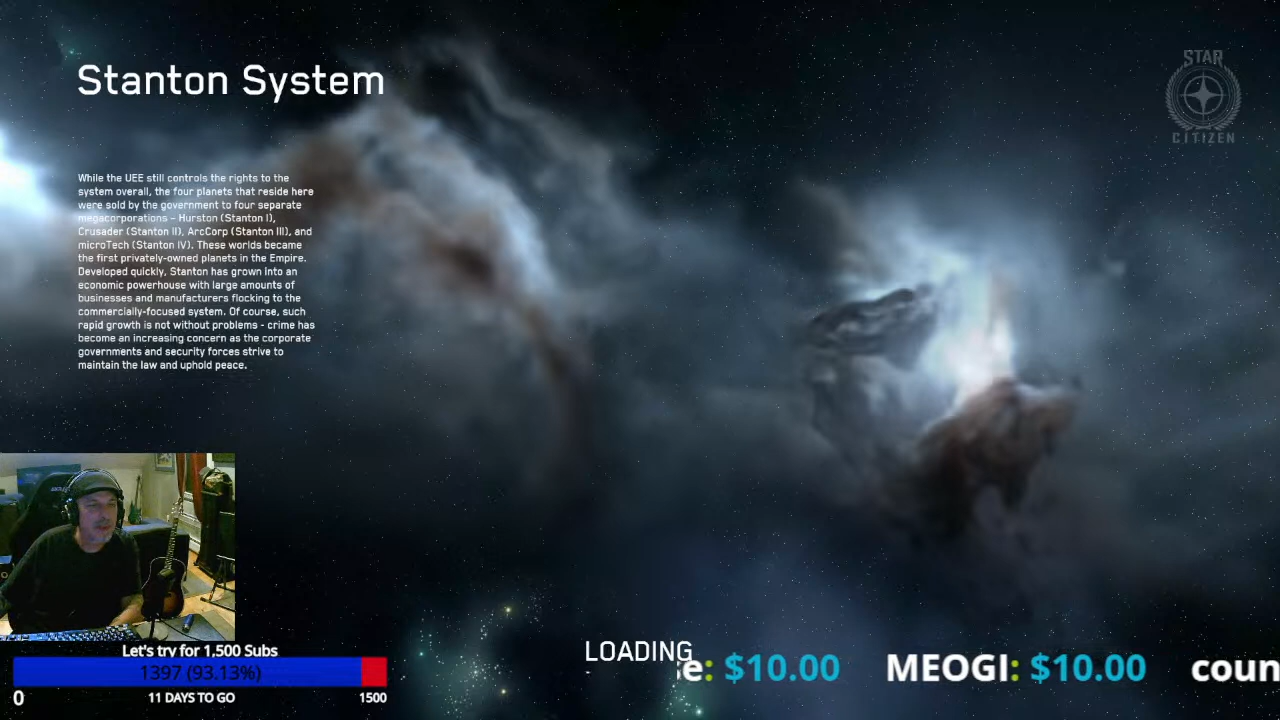 Stanton System
STAR
CITIZEN
While the UEE still controls the rights to the
system overall, the four planets that reside here
were sold by the government to four separate
megacorporations – Hurston (Stanton I),
Crusader (Stanton II), ArcCorp (Stanton III), and
microTech (Stanton IV). These worlds became
the first privately-owned planets in the Empire.
Developed quickly, Stanton has grown into an
economic powerhouse with large amounts of
businesses and manufacturers flocking to the
commercially-focused system. Of course, such
rapid growth is not without problems - crime has
become an increasing concern as the corporate
governments and security forces strive to
maintain the law and uphold peace.
LOADING
e: $10.00 MEOGI: $10.00 coun
Let's try for 1,500 Subs
1397 (93.13%)
0 11 DAYS TO GO 1500